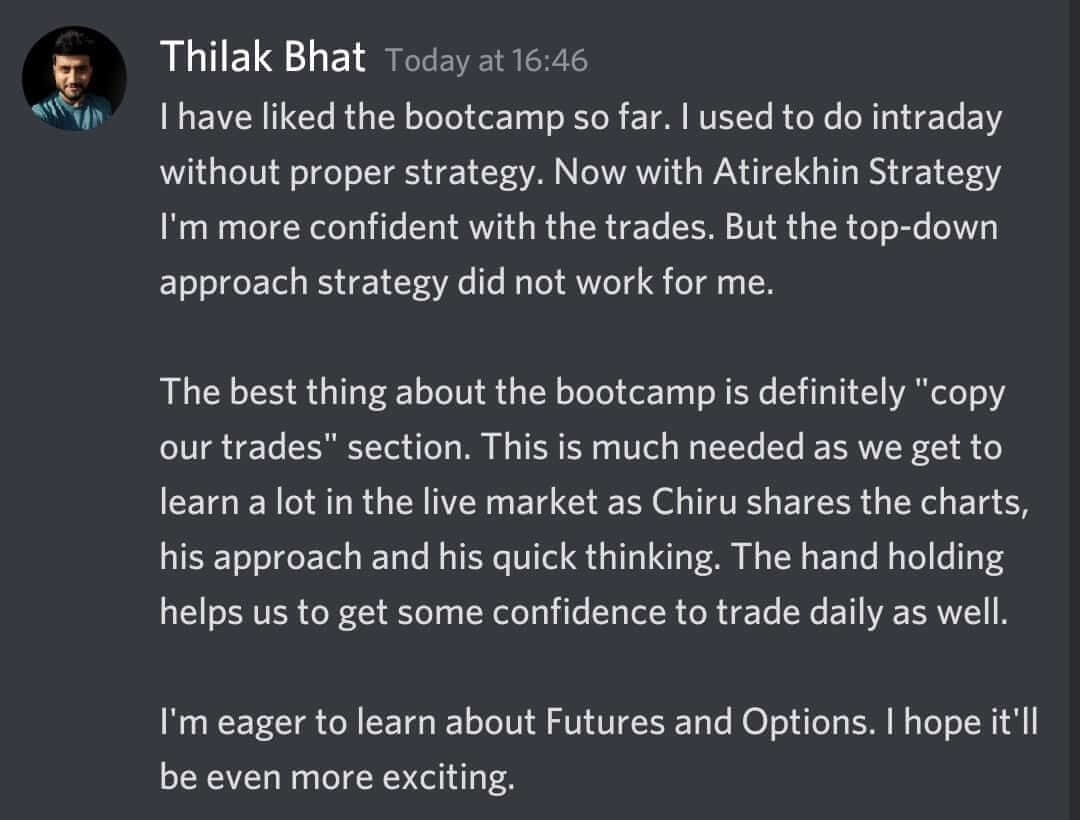 Thilak Bhat Today at 16:46
I have liked the bootcamp so far. I used to do intraday
without proper strategy. Now with Atirekhin Strategy
I'm more confident with the trades. But the top-down
approach strategy did not work for me.
The best thing about the bootcamp is definitely "copy
our trades" section. This is much needed as we get to
learn a lot in the live market as Chiru shares the charts,
his approach and his quick thinking. The hand holding
helps us to get some confidence to trade daily as well.
I'm eager to learn about Futures and Options. I hope it'll
be even more exciting.